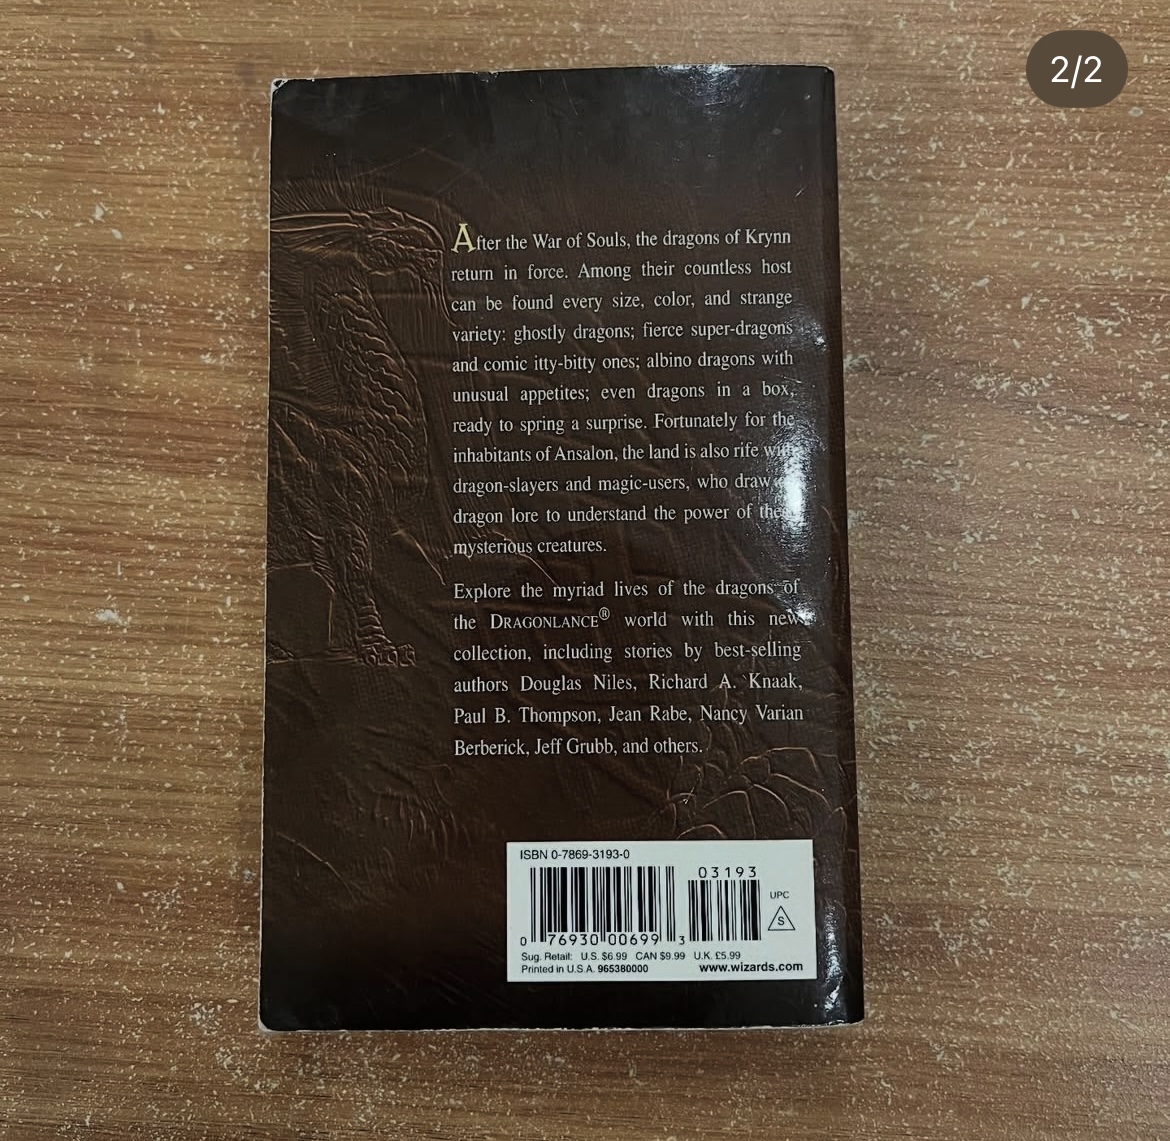 2/2
After the War of Souls, the dragons of Krynn
return in force. Among their countless host
can be found every size, color, and strange
variety: ghostly dragons; fierce super-dragons
and comic itty-bitty ones; albino dragons with
unusual appetites; even dragons in a box,
ready to spring a surprise. Fortunately for the
inhabitants of Ansalon, the land is also rife with
dragon-slayers and magic-users, who draw
dragon lore to understand the power of
mysterious creatures.
Explore the myriad lives of the dragons of
the DRAGONLANCE® world with this new
collection, including stories by best-selling
authors Douglas Niles, Richard A. Knaak,
Paul B. Thompson, Jean Rabe, Nancy Varian
Berberick, Jeff Grubb, and others.
ISBN 0-7869-3193-0
03193
UPC
S
0 76930 00699 3
Sug. Retail: U.S. $6.99 CAN $9.99 U.K. £5.99
Printed in U.S.A. 965380000 www.wizards.com